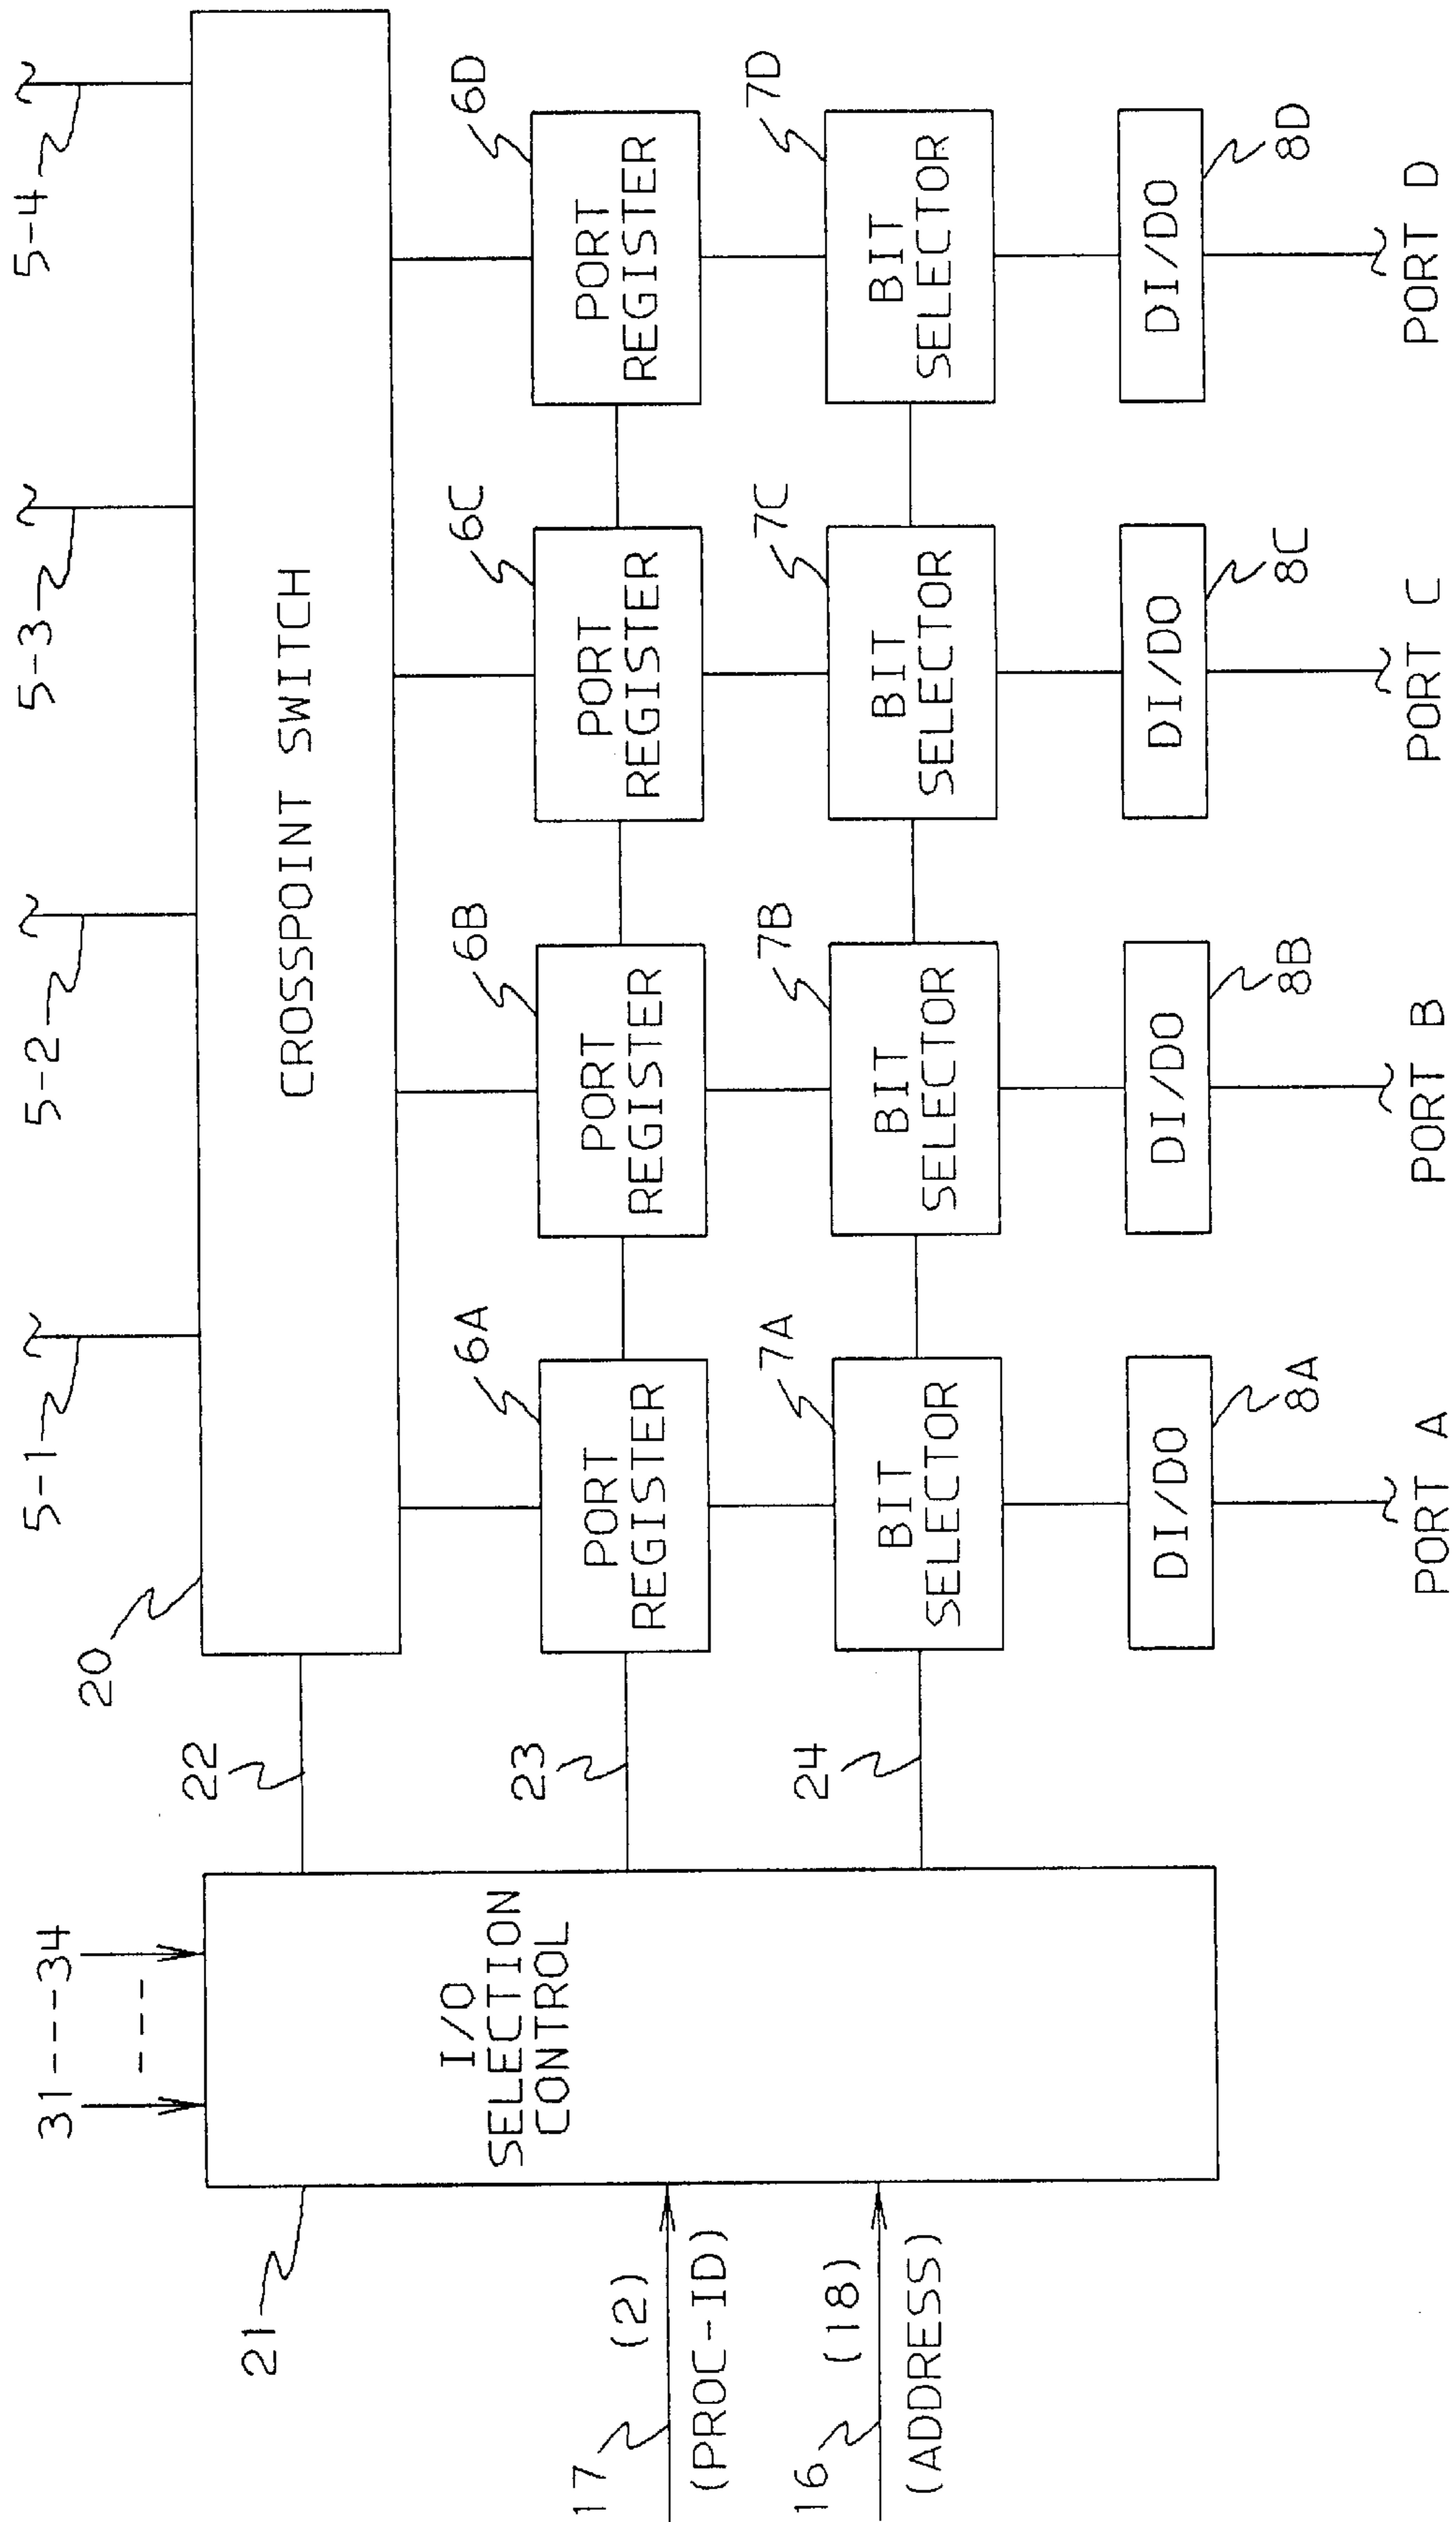 5-1
5-2
5-3
5-4
20
CROSSPOINT SWITCH
31---34
21
I/O
SELECTION
CONTROL
22
23
24
17
(2)
(PROC-ID)
16
(18)
(ADDRESS)
6A
PORT
REGISTER
6B
PORT
REGISTER
6C
PORT
REGISTER
6D
PORT
REGISTER
7A
BIT
SELECTOR
7B
BIT
SELECTOR
7C
BIT
SELECTOR
7D
BIT
SELECTOR
DI/DO
8A
DI/DO
8B
DI/DO
8C
DI/DO
8D
PORT A
PORT B
PORT C
PORT D